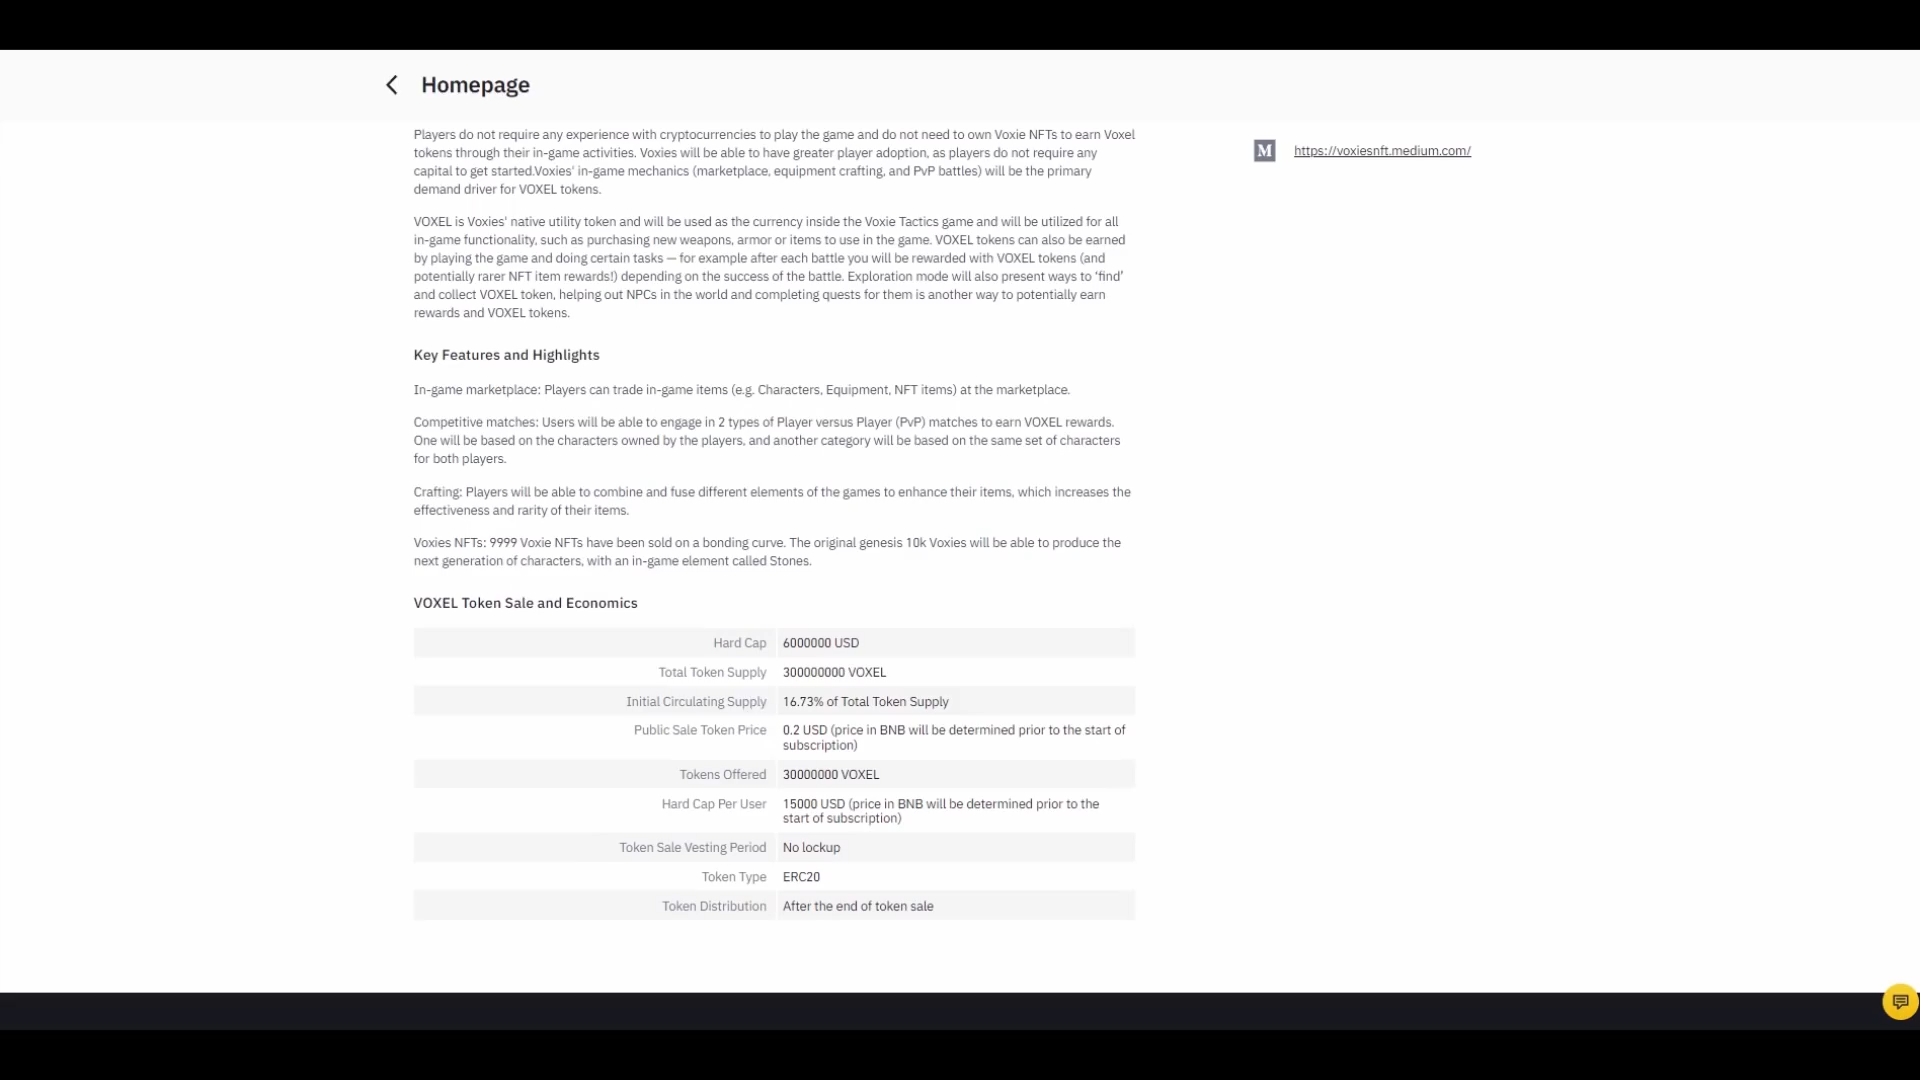 Homepage
Players do not require any experience with cryptocurrencies to play the game and do not need to own Voxie NFTs to earn Voxel
tokens through their in-game activities. Voxies will be able to have greater player adoption, as players do not require any
capital to get started.Voxies' in-game mechanics (marketplace, equipment crafting, and PvP battles) will be the primary
demand driver for VOXEL tokens.
M https://voxiesnft.medium.com/
VOXEL is Voxies' native utility token and will be used as the currency inside the Voxie Tactics game and will be utilized for all
in-game functionality, such as purchasing new weapons, armor or items to use in the game. VOXEL tokens can also be earned
by playing the game and doing certain tasks — for example after each battle you will be rewarded with VOXEL tokens (and
potentially rarer NFT item rewards!) depending on the success of the battle. Exploration mode will also present ways to ‘find’
and collect VOXEL token, helping out NPCs in the world and completing quests for them is another way to potentially earn
rewards and VOXEL tokens.
Key Features and Highlights
In-game marketplace: Players can trade in-game items (e.g. Characters, Equipment, NFT items) at the marketplace.
Competitive matches: Users will be able to engage in 2 types of Player versus Player (PvP) matches to earn VOXEL rewards.
One will be based on the characters owned by the players, and another category will be based on the same set of characters
for both players.
Crafting: Players will be able to combine and fuse different elements of the games to enhance their items, which increases the
effectiveness and rarity of their items.
Voxies NFTs: 9999 Voxie NFTs have been sold on a bonding curve. The original genesis 10k Voxies will be able to produce the
next generation of characters, with an in-game element called Stones.
VOXEL Token Sale and Economics
Hard Cap 6000000 USD
Total Token Supply 300000000 VOXEL
Initial Circulating Supply 16.73% of Total Token Supply
Public Sale Token Price 0.2 USD (price in BNB will be determined prior to the start of
subscription)
Tokens Offered 30000000 VOXEL
Hard Cap Per User 15000 USD (price in BNB will be determined prior to the
start of subscription)
Token Sale Vesting Period No lockup
Token Type ERC20
Token Distribution After the end of token sale